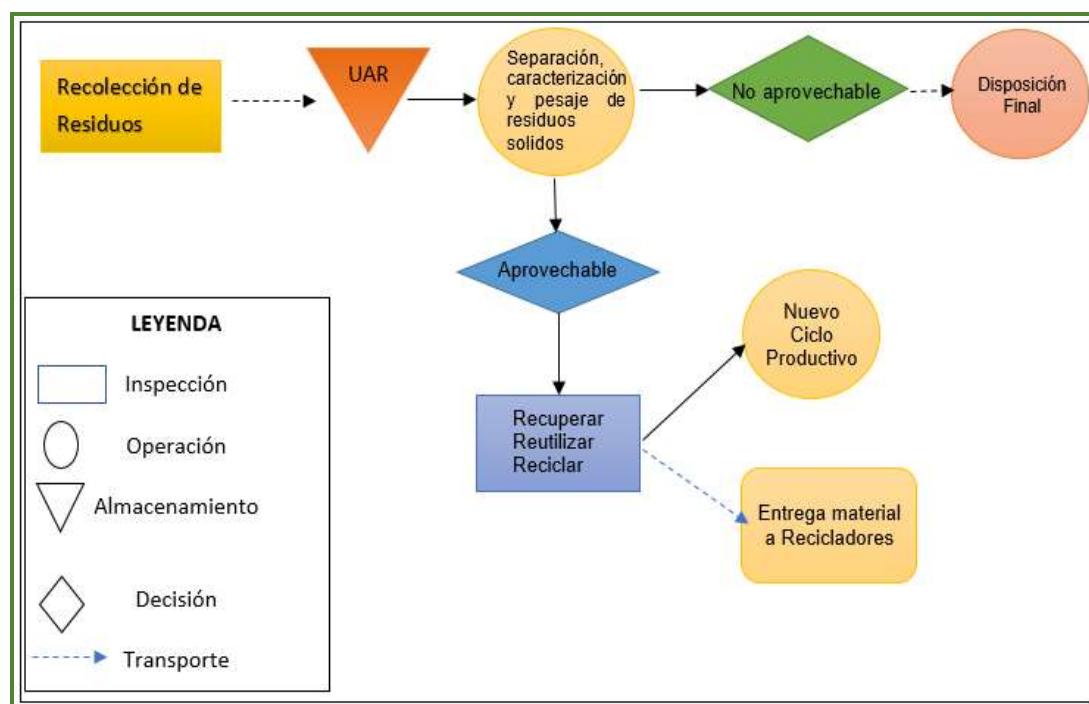 Recolección de
Residuos
UAR
Separación,
caracterización
y pesaje de
residuos
solidos
No aprovechable
Disposición
Final
Aprovechable
Nuevo
Ciclo
Productivo
Recuperar
Reutilizar
Reciclar
Entrega material
a Recicladores
LEYENDA
Inspección
Operación
Almacenamiento
Decisión
Transporte